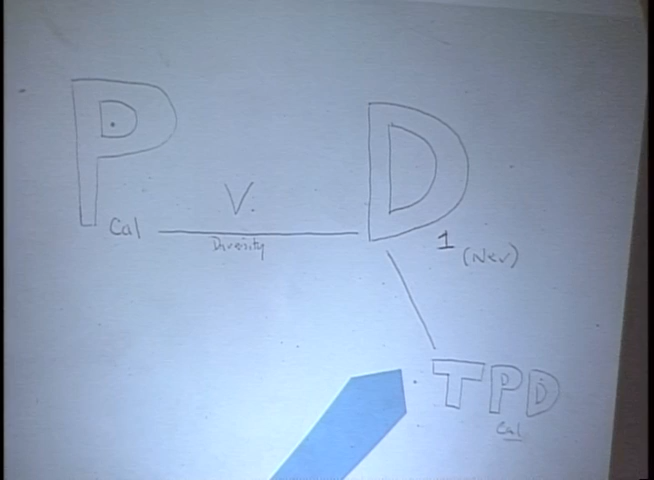 P Cal
V.
Diversity
D 1 (Nev)
TPD
Cal